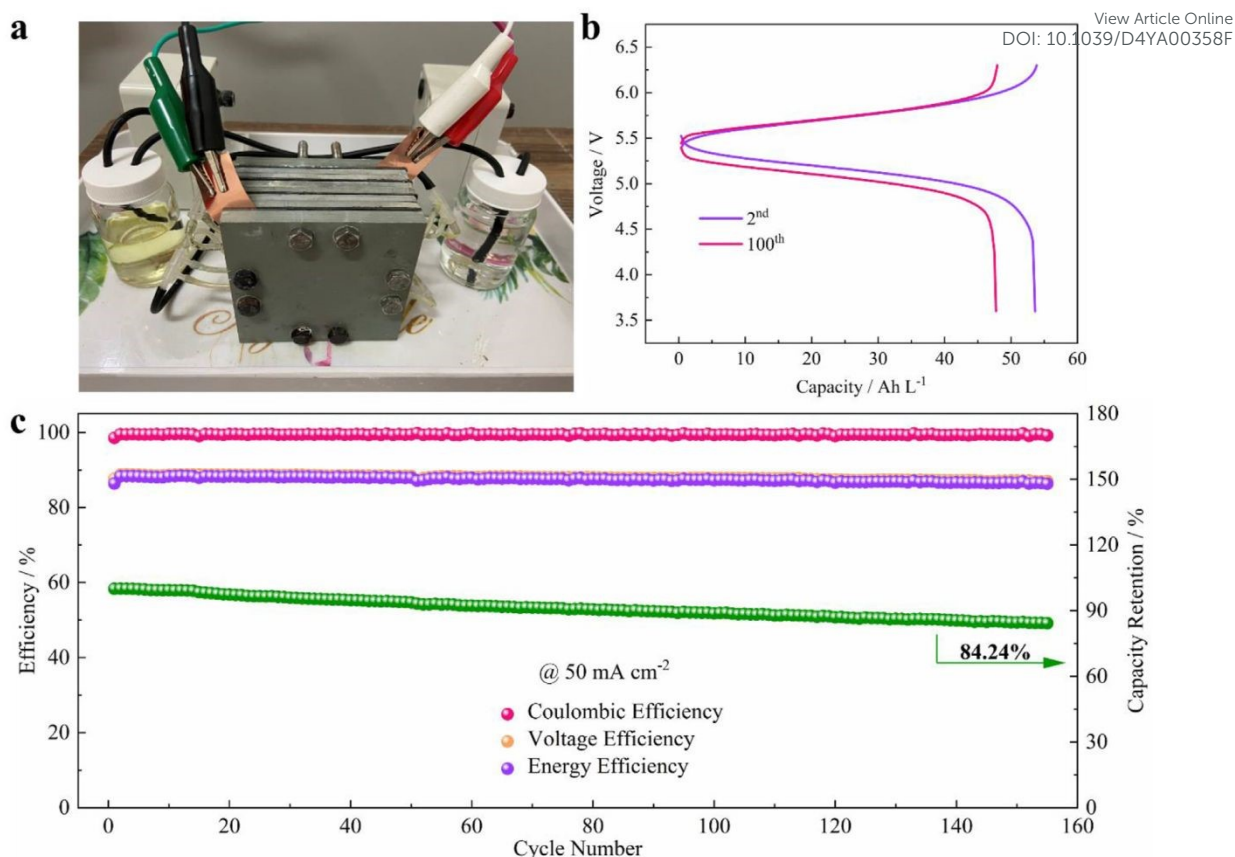 View Article Online
DOI: 10.1039/D4YA00358F
a
b
6.5
6.0
5.5
5.0
4.5
4.0
3.5
Voltage / V
2nd
100th
0
10
20
30
40
50
60
Capacity / Ah L-1
c
100
80
60
40
20
0
Efficiency / %
180
150
120
90
60
30
0
Capacity Retention / %
84.24%
@ 50 mA cm-2
Coulombic Efficiency
Voltage Efficiency
Energy Efficiency
0
20
40
60
80
100
120
140
160
Cycle Number